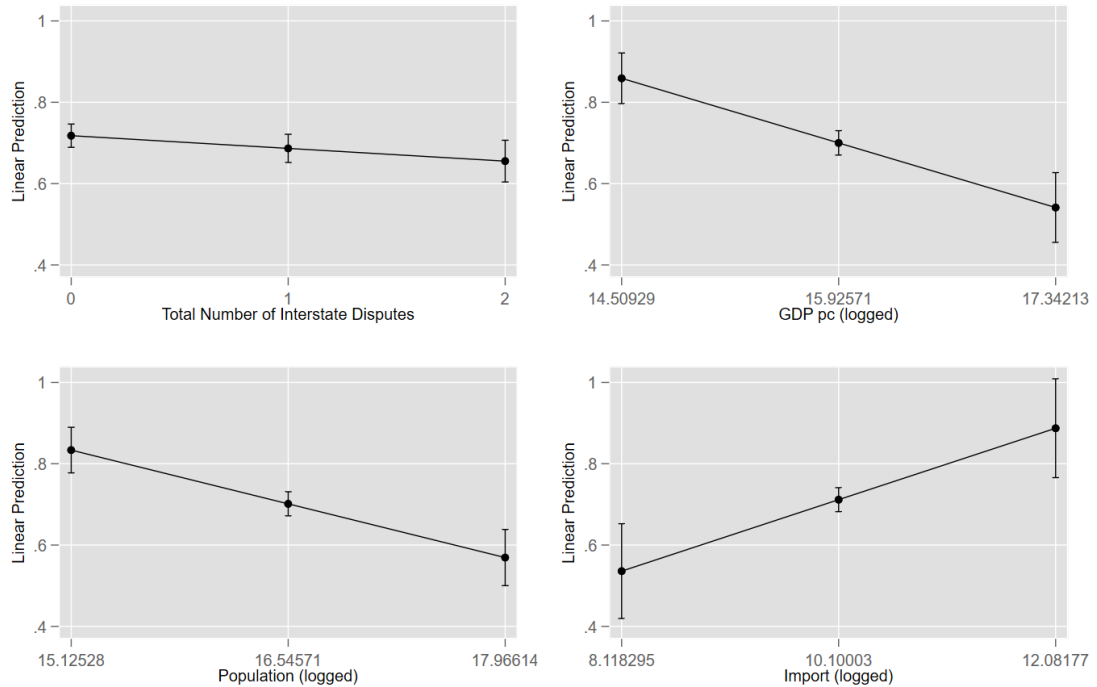 1
.8
.6
.4
Linear Prediction
0 1 2
Total Number of Interstate Disputes
1
.8
.6
.4
Linear Prediction
14.50929 15.92571 17.34213
GDP pc (logged)
1
.8
.6
.4
Linear Prediction
15.12528 16.54571 17.96614
Population (logged)
1
.8
.6
.4
Linear Prediction
8.118295 10.10003 12.08177
Import (logged)